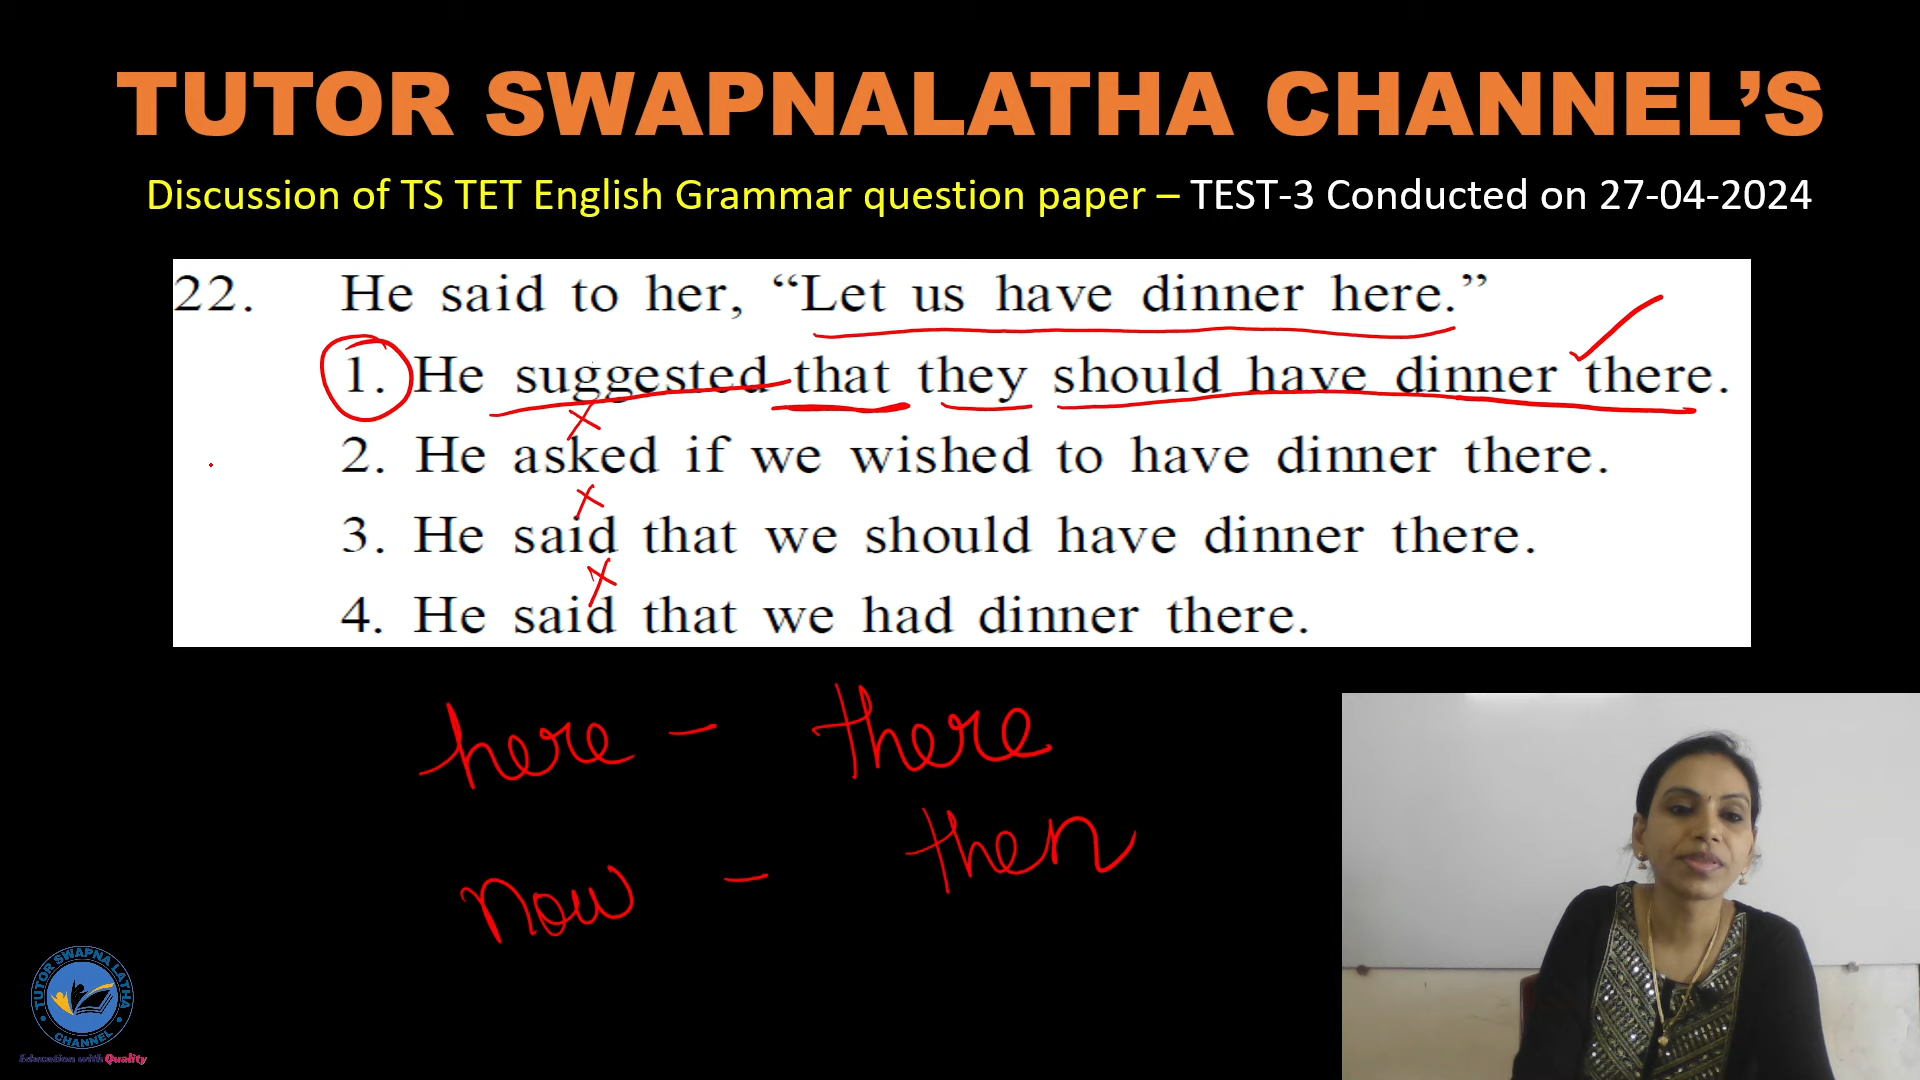 TUTOR SWAPNALATHA CHANNEL’S
Discussion of TS TET English Grammar question paper – TEST-3 Conducted on 27-04-2024
22. He said to her, “Let us have dinner here.”
1. He suggested that they should have dinner there.
2. He asked if we wished to have dinner there.
3. He said that we should have dinner there.
4. He said that we had dinner there.
here – there
now – then
TUTOR SWAPNA LATHA
CHANNEL
Education with Quality